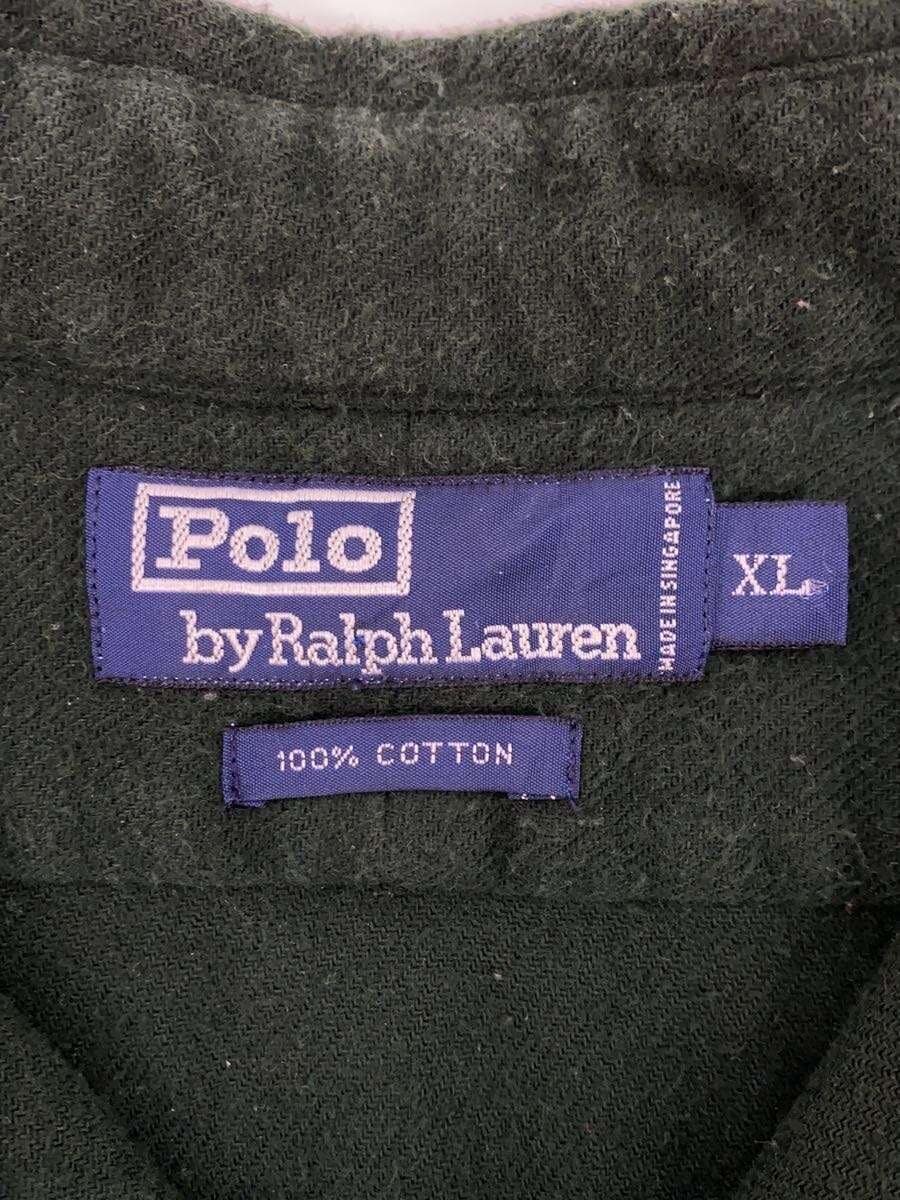 Polo
by Ralph Lauren
MADE IN SINGAPORE
XL
100% COTTON